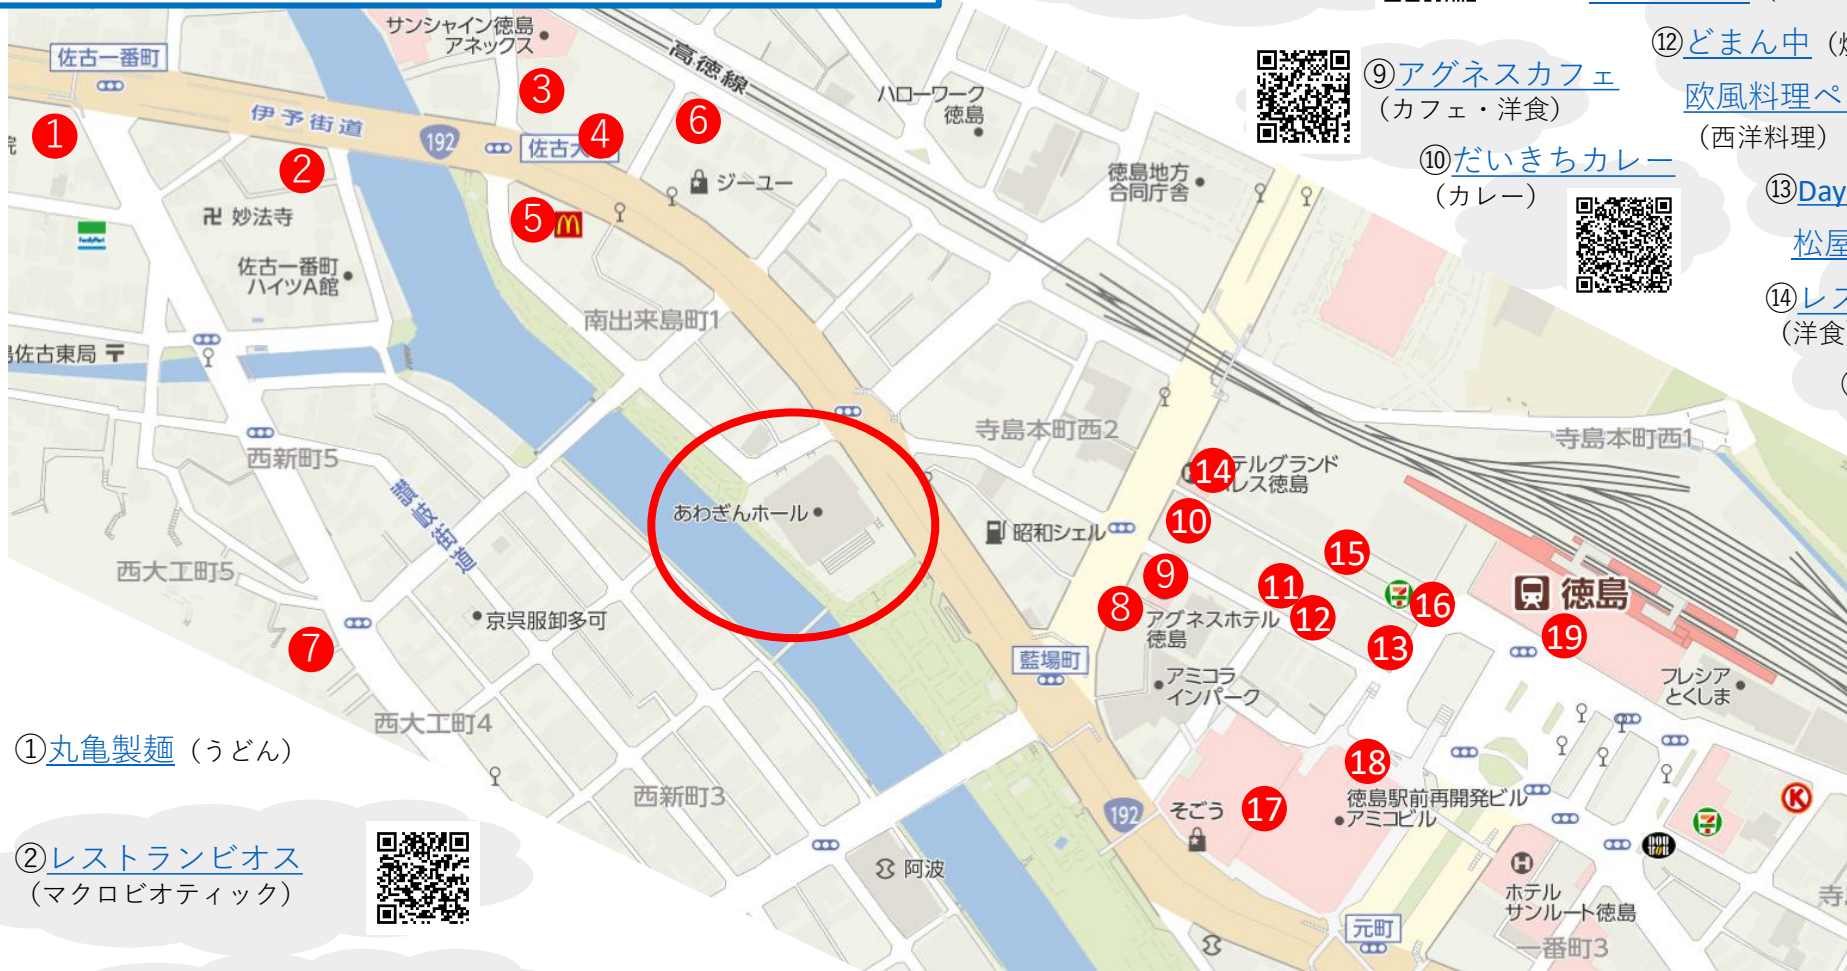 サンシャイン徳島
アネックス
佐古一番町
高徳線
ハローワーク
徳島
⑨アグネスカフェ
(カフェ・洋食)
⑫どまん中
欧風料理ペ
(西洋料理)
⑩だいきちカレー
(カレー)
⑬Day
松屋
⑭レス
(洋食
伊予街道
192
佐古大
1
2
3
4
5
6
ジーユー
徳島地方
合同庁舎
卍 妙法寺
FamilyMart
佐古一番町
ハイツA館
南出来島町1
佐古東局 〒
西新町5
讃岐街道
あわぎんホール
寺島本町西2
寺島本町西1
14
テルグランド
レス徳島
10
昭和シェル
15
9
11
8
アグネスホテル
徳島
12
16
13
徳島
19
西大工町5
京呉服卸多可
7
藍場町
アミコラ
インパーク
フレシア
とくしま
西大工町4
①丸亀製麺(うどん)
18
西新町3
192
そごう
17
徳島駅前再開発ビル
アミコビル
K
②レストランビオス
(マクロビオティック)
阿波
H
ホテル
サンルート徳島
元町
一番町3
寺